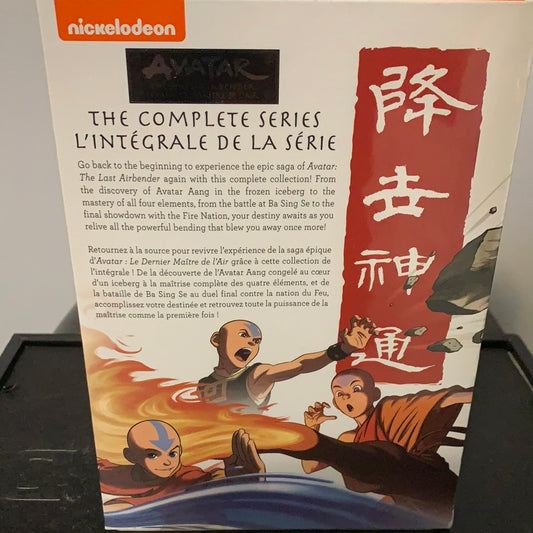 nickelodeon
AVATAR
THE COMPLETE SERIES
L'INTÉGRALE DE LA SÉRIE
Go back to the beginning to experience the epic saga of Avatar:
The Last Airbender again with this complete collection! From
the discovery of Avatar Aang in the frozen iceberg to the
mastery of all four elements, from the battle at Ba Sing Se to the
final showdown with the Fire Nation, your destiny awaits as you
relive all the powerful bending that blew you away once more!
Retournez à la source pour revivre l'expérience de la saga épique
d'Avatar : Le Dernier Maître de l'Air grâce à cette collection de
l'intégrale ! De la découverte de l'Avatar Aang congelé au cœur
d'un iceberg à la maîtrise complète des quatre éléments, et de
la bataille de Ba Sing Se au duel final contre la nation du Feu,
accomplissez votre destinée et retrouvez toute la puissance de la
maîtrise comme la première fois !
降去神通